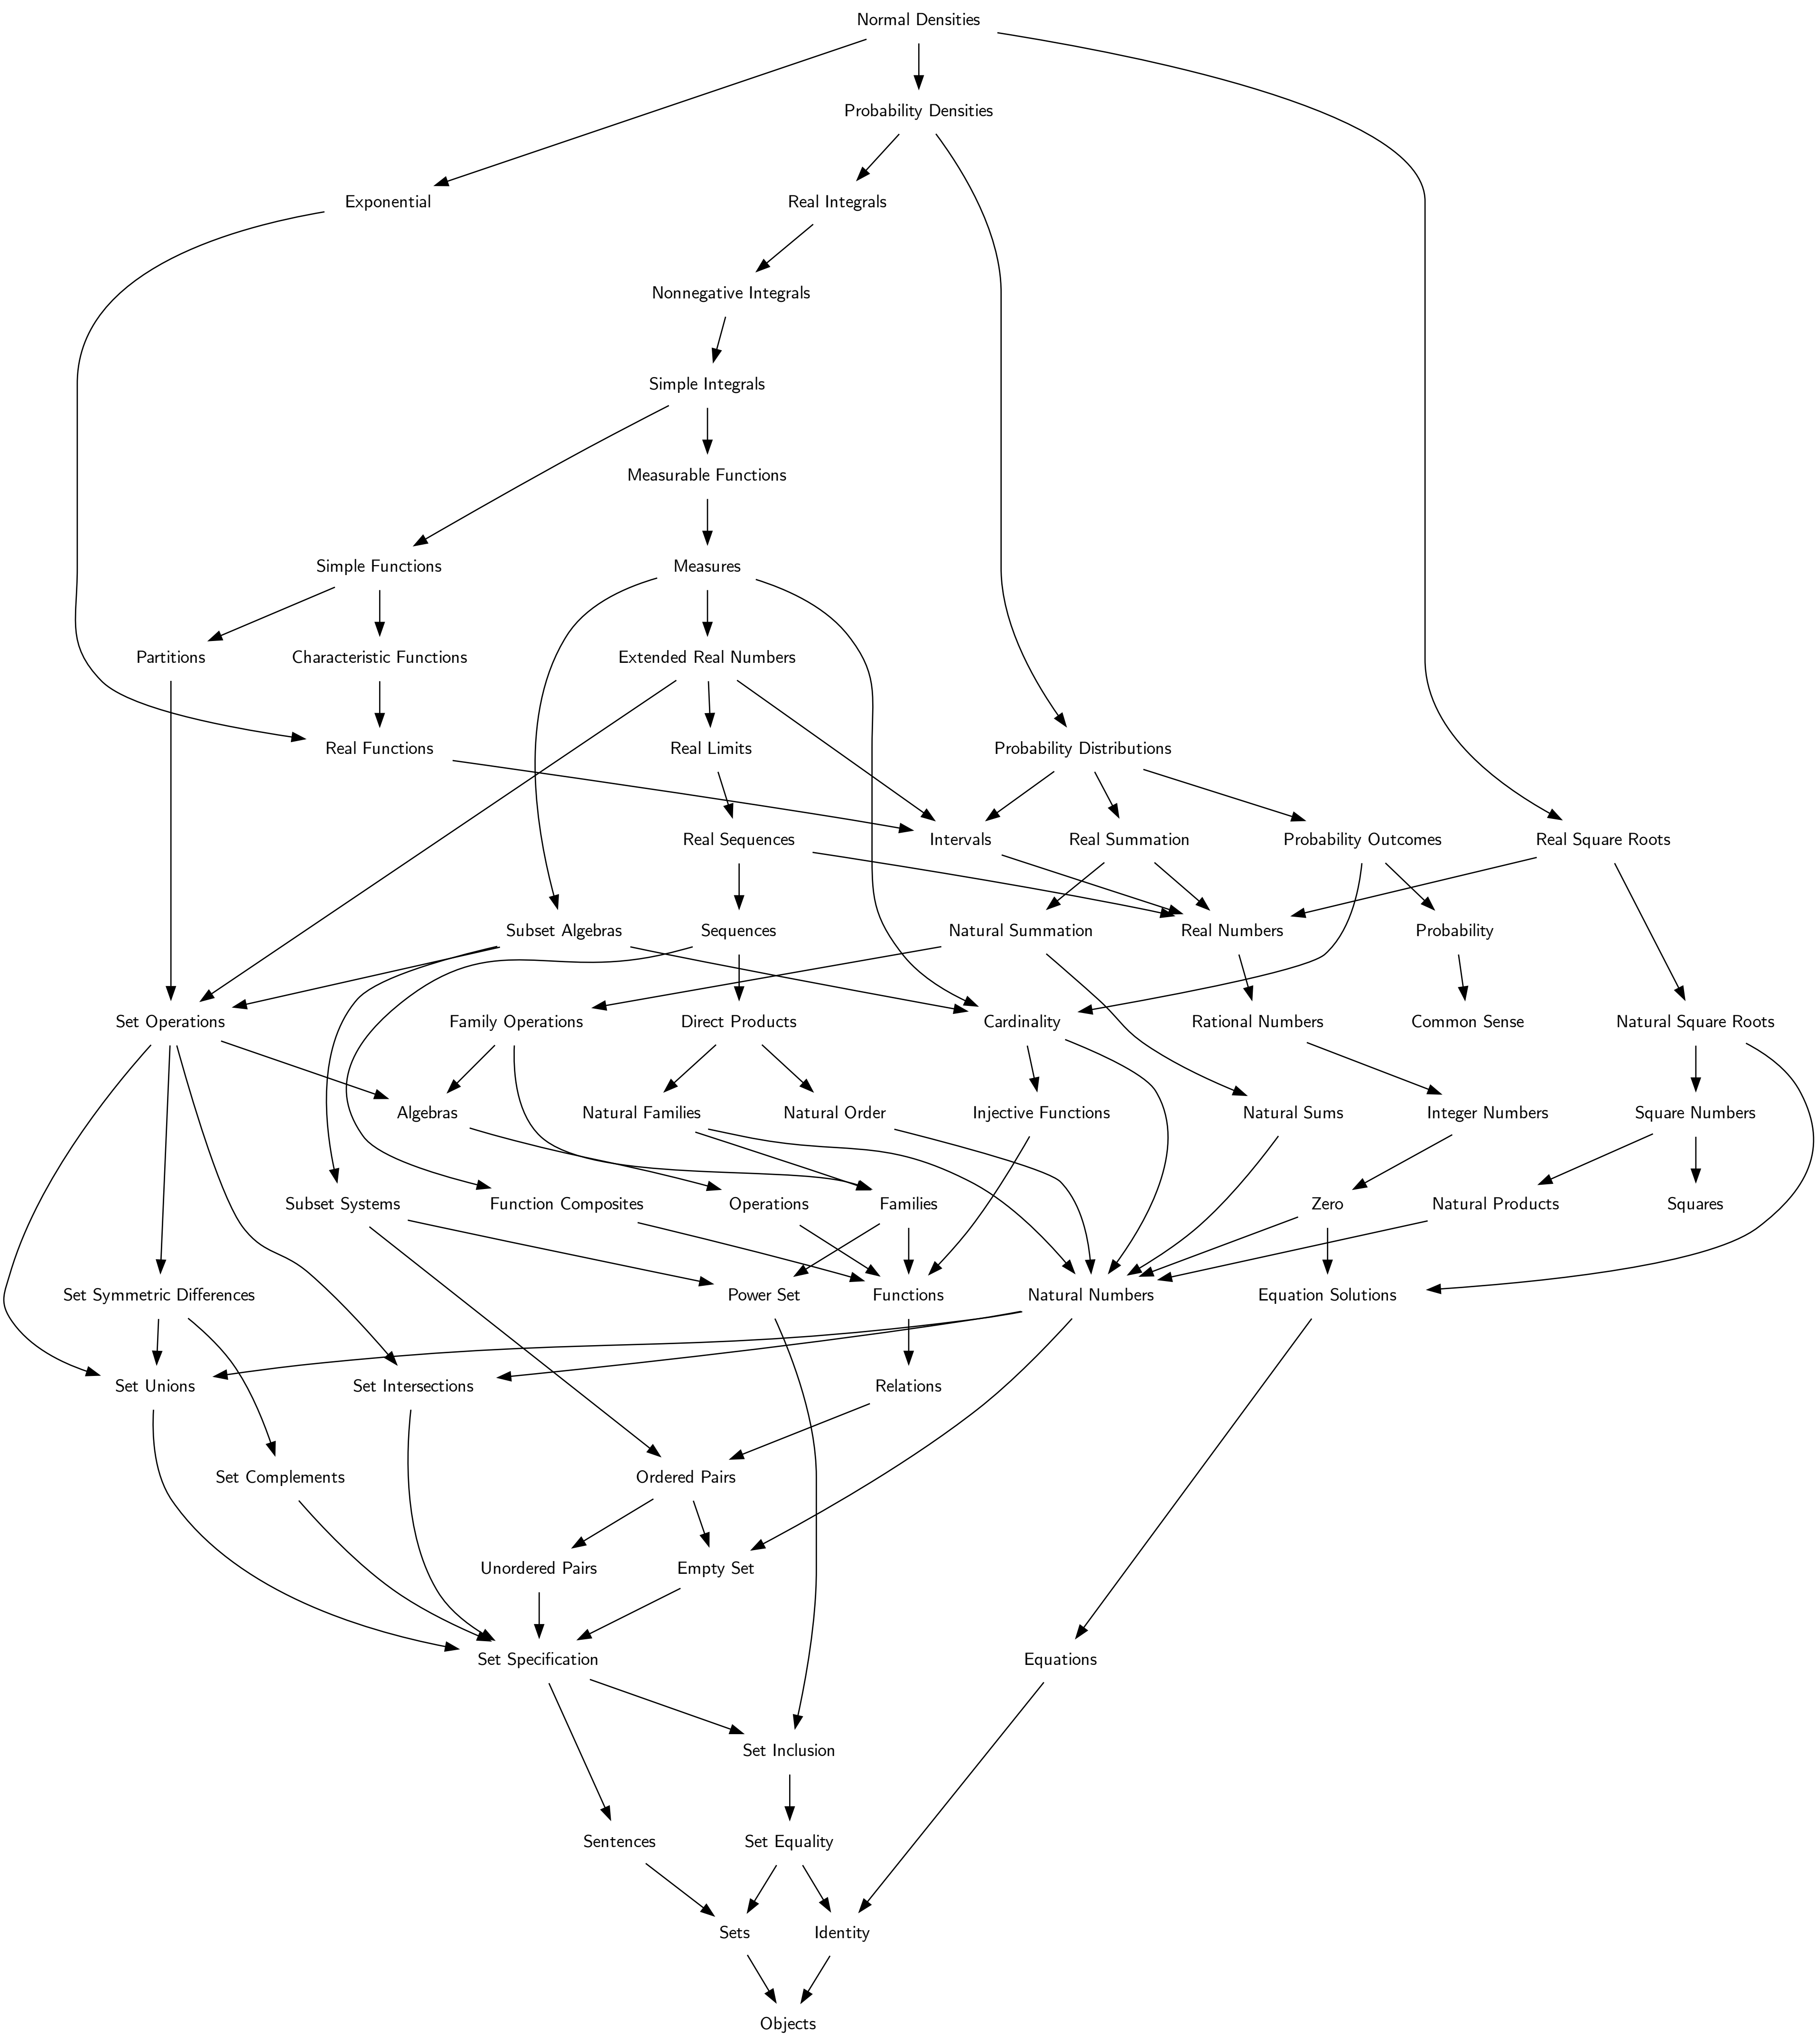 Normal Densities
Probability Densities
Exponential
Real Integrals
Nonnegative Integrals
Simple Integrals
Measurable Functions
Simple Functions
Measures
Partitions
Characteristic Functions
Extended Real Numbers
Real Functions
Real Limits
Probability Distributions
Real Sequences
Intervals
Real Summation
Probability Outcomes
Real Square Roots
Subset Algebras
Sequences
Natural Summation
Real Numbers
Probability
Set Operations
Family Operations
Direct Products
Cardinality
Rational Numbers
Common Sense
Natural Square Roots
Algebras
Natural Families
Natural Order
Injective Functions
Natural Sums
Integer Numbers
Square Numbers
Subset Systems
Function Composites
Operations
Families
Zero
Natural Products
Squares
Set Symmetric Differences
Power Set
Functions
Natural Numbers
Equation Solutions
Set Unions
Set Intersections
Relations
Set Complements
Ordered Pairs
Unordered Pairs
Empty Set
Set Specification
Equations
Set Inclusion
Sentences
Set Equality
Sets
Identity
Objects